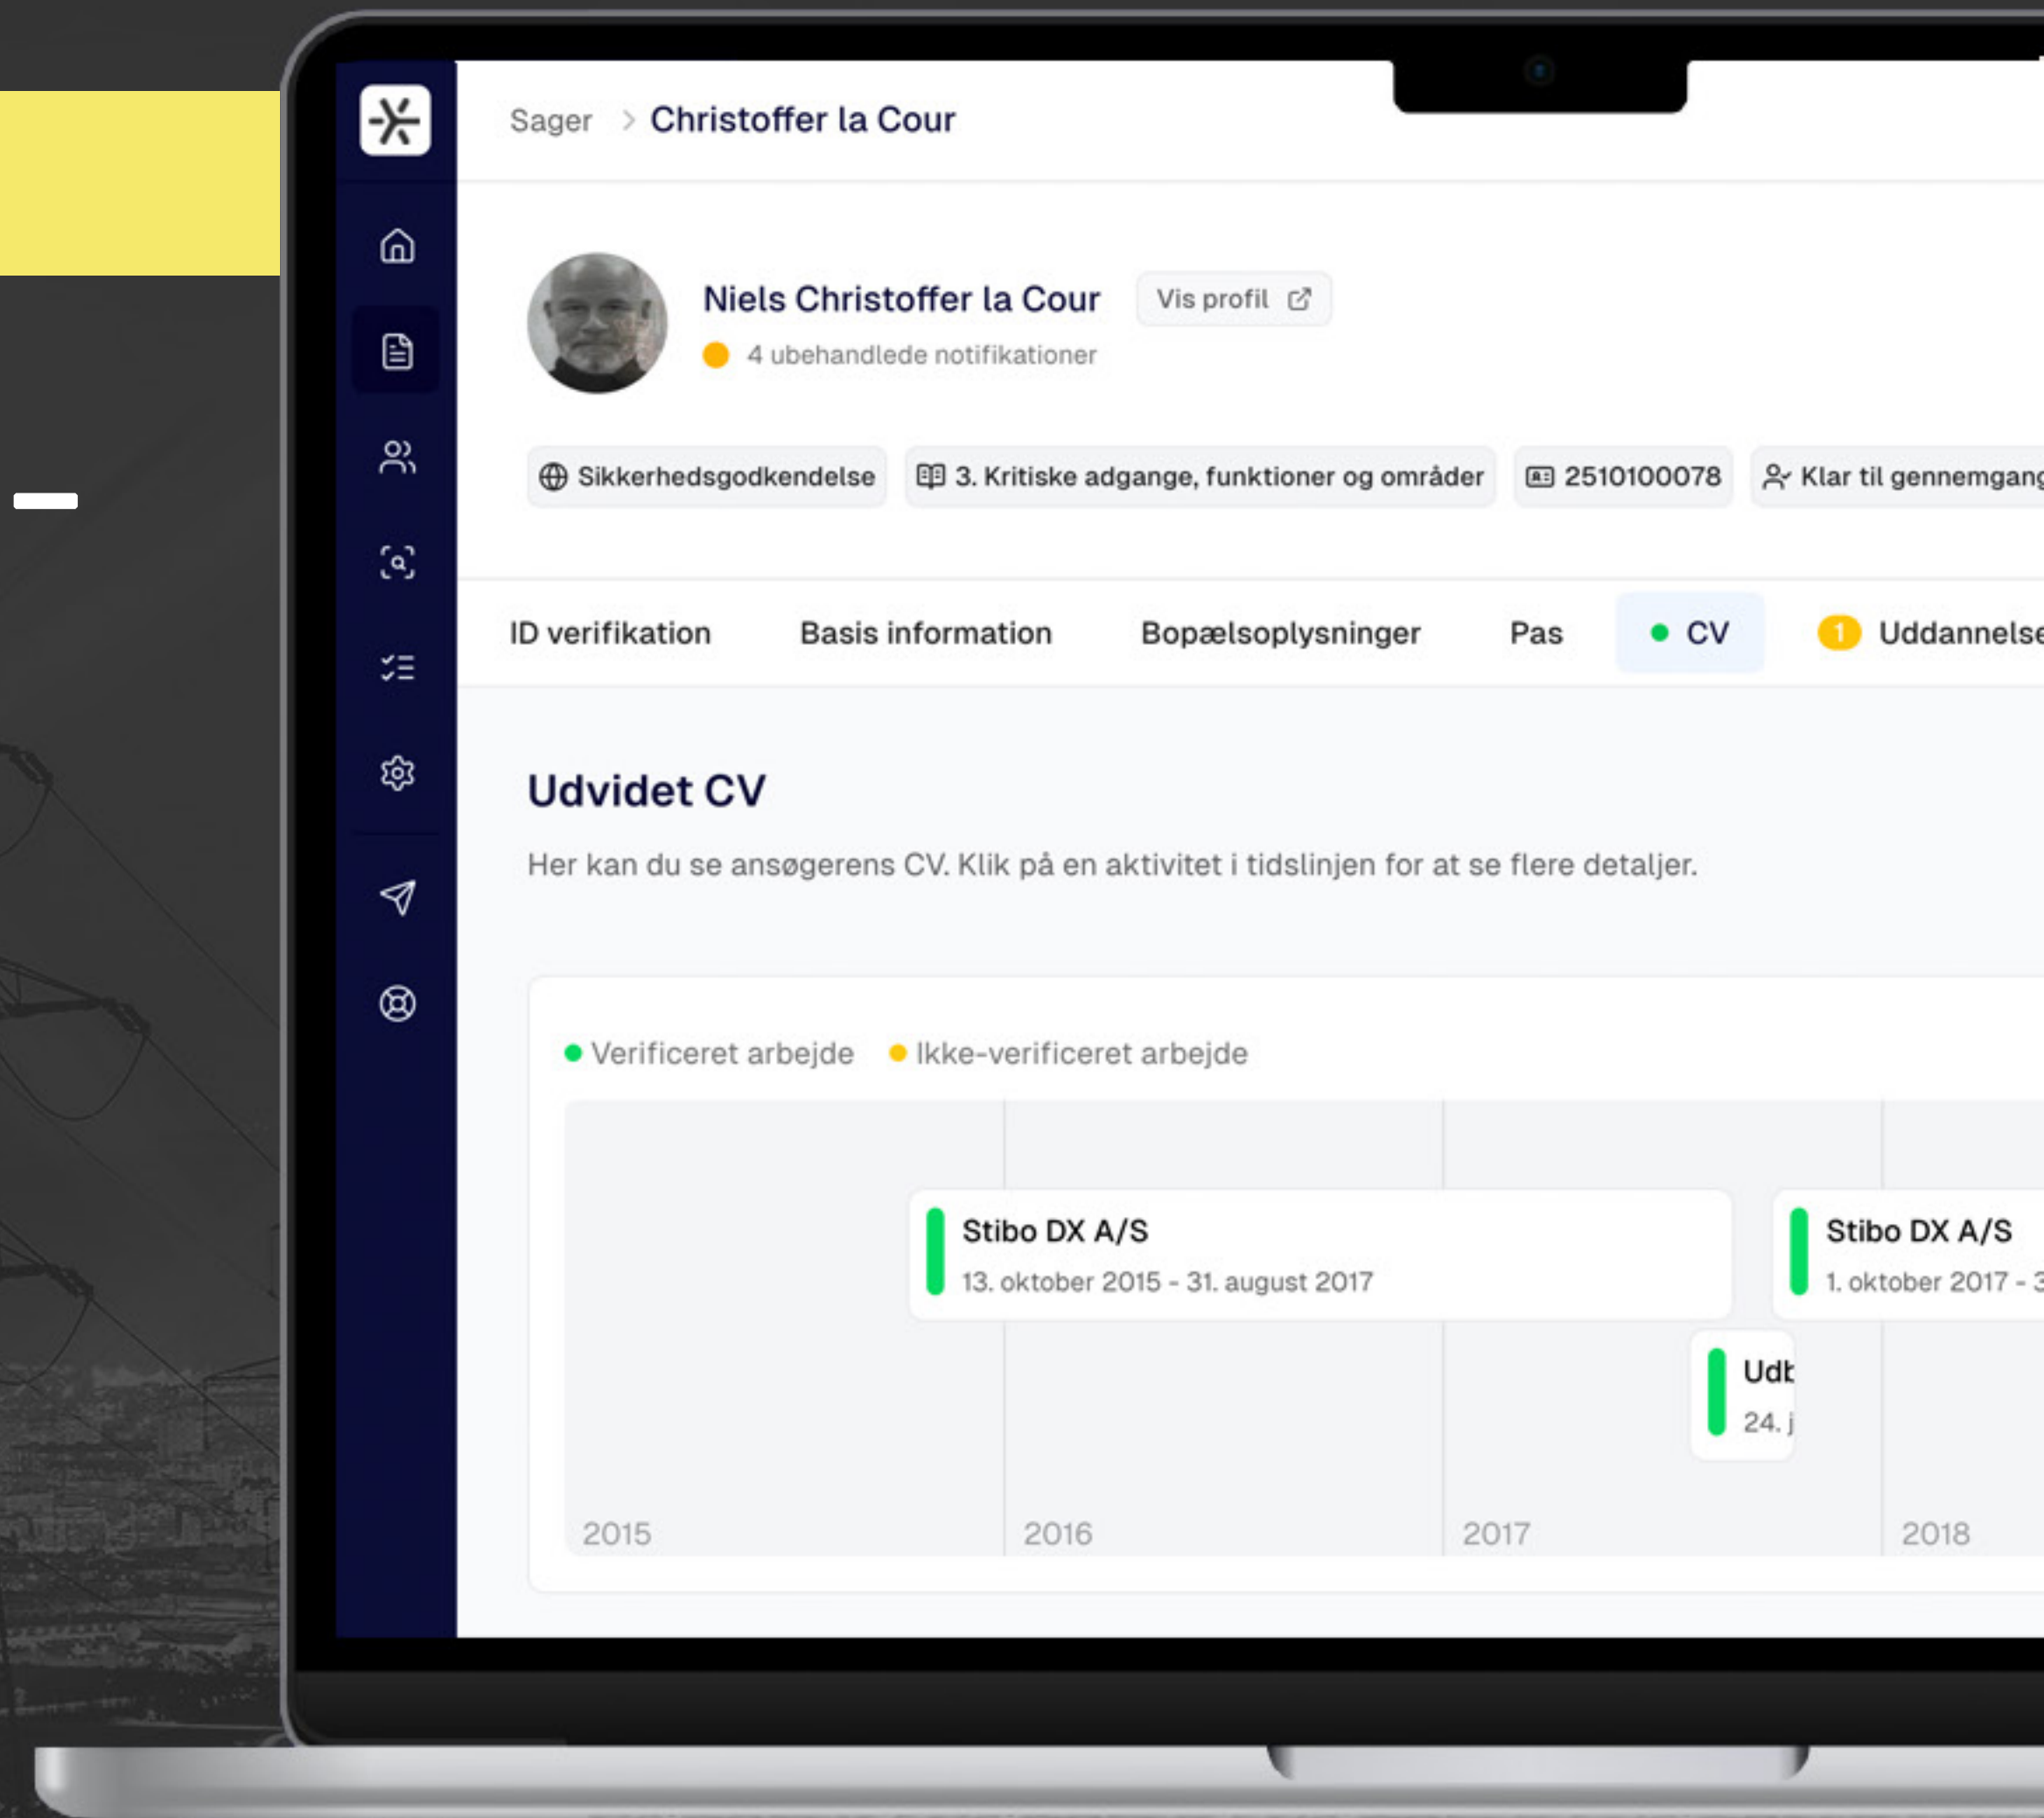 Sager > Christoffer la Cour
Niels Christoffer la Cour
Vis profil
4 ubehandlede notifikationer
Sikkerhedsgodkendelse
3. Kritiske adgange, funktioner og områder
2510100078
Klar til gennemgang
ID verifikation
Basis information
Bopælsoplysninger
Pas
CV
1 Uddannelse
Udvidet CV
Her kan du se ansøgerens CV. Klik på en aktivitet i tidslinjen for at se flere detaljer.
Verificeret arbejde
Ikke-verificeret arbejde
Stibo DX A/S
13. oktober 2015 - 31. august 2017
Stibo DX A/S
1. oktober 2017 - 3
Udb
24. j
2015
2016
2017
2018